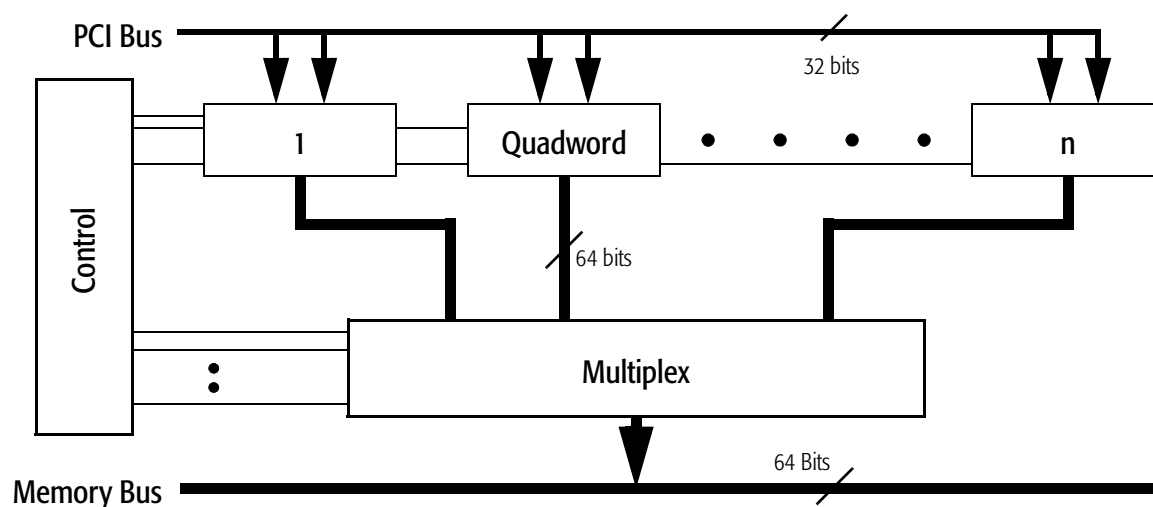 PCI Bus
32 bits
1
Quadword
n
Control
64 bits
Multiplex
64 Bits
Memory Bus